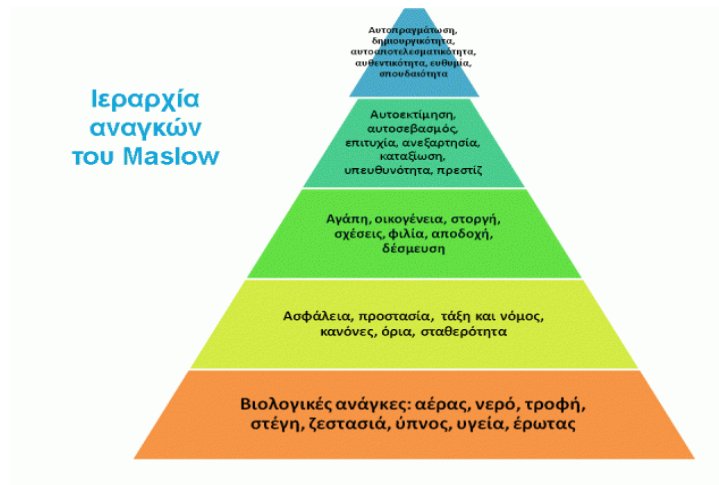 Ιεραρχία
αναγκών
του Maslow
Αυτοπραγμάτωση,
δημιουργικότητα,
αυτοαποτελεσματικότητα,
αυθεντικότητα, ευθυμία,
σπουδαιότητα
Αυτοεκτίμηση,
αυτοσεβασμός,
επιτυχία, ανεξαρτησία,
καταξίωση,
υπευθυνότητα, πρεστίζ
Αγάπη, οικογένεια, στοργή,
σχέσεις, φιλία, αποδοχή,
δέσμευση
Ασφάλεια, προστασία, τάξη και νόμος,
κανόνες, όρια, σταθερότητα
Βιολογικές ανάγκες: αέρας, νερό, τροφή,
στέγη, ζεστασιά, ύπνος, υγεία, έρωτας